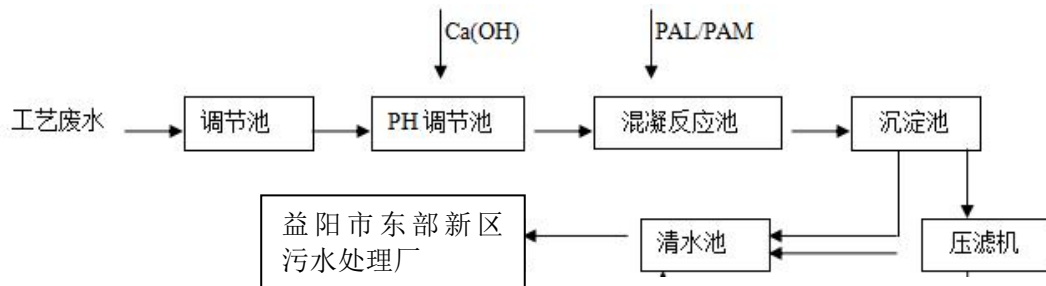 Ca(OH)
PAL/PAM
工艺废水
调节池
PH 调节池
混凝反应池
沉淀池
益阳市东部新区
污水处理厂
清水池
压滤机